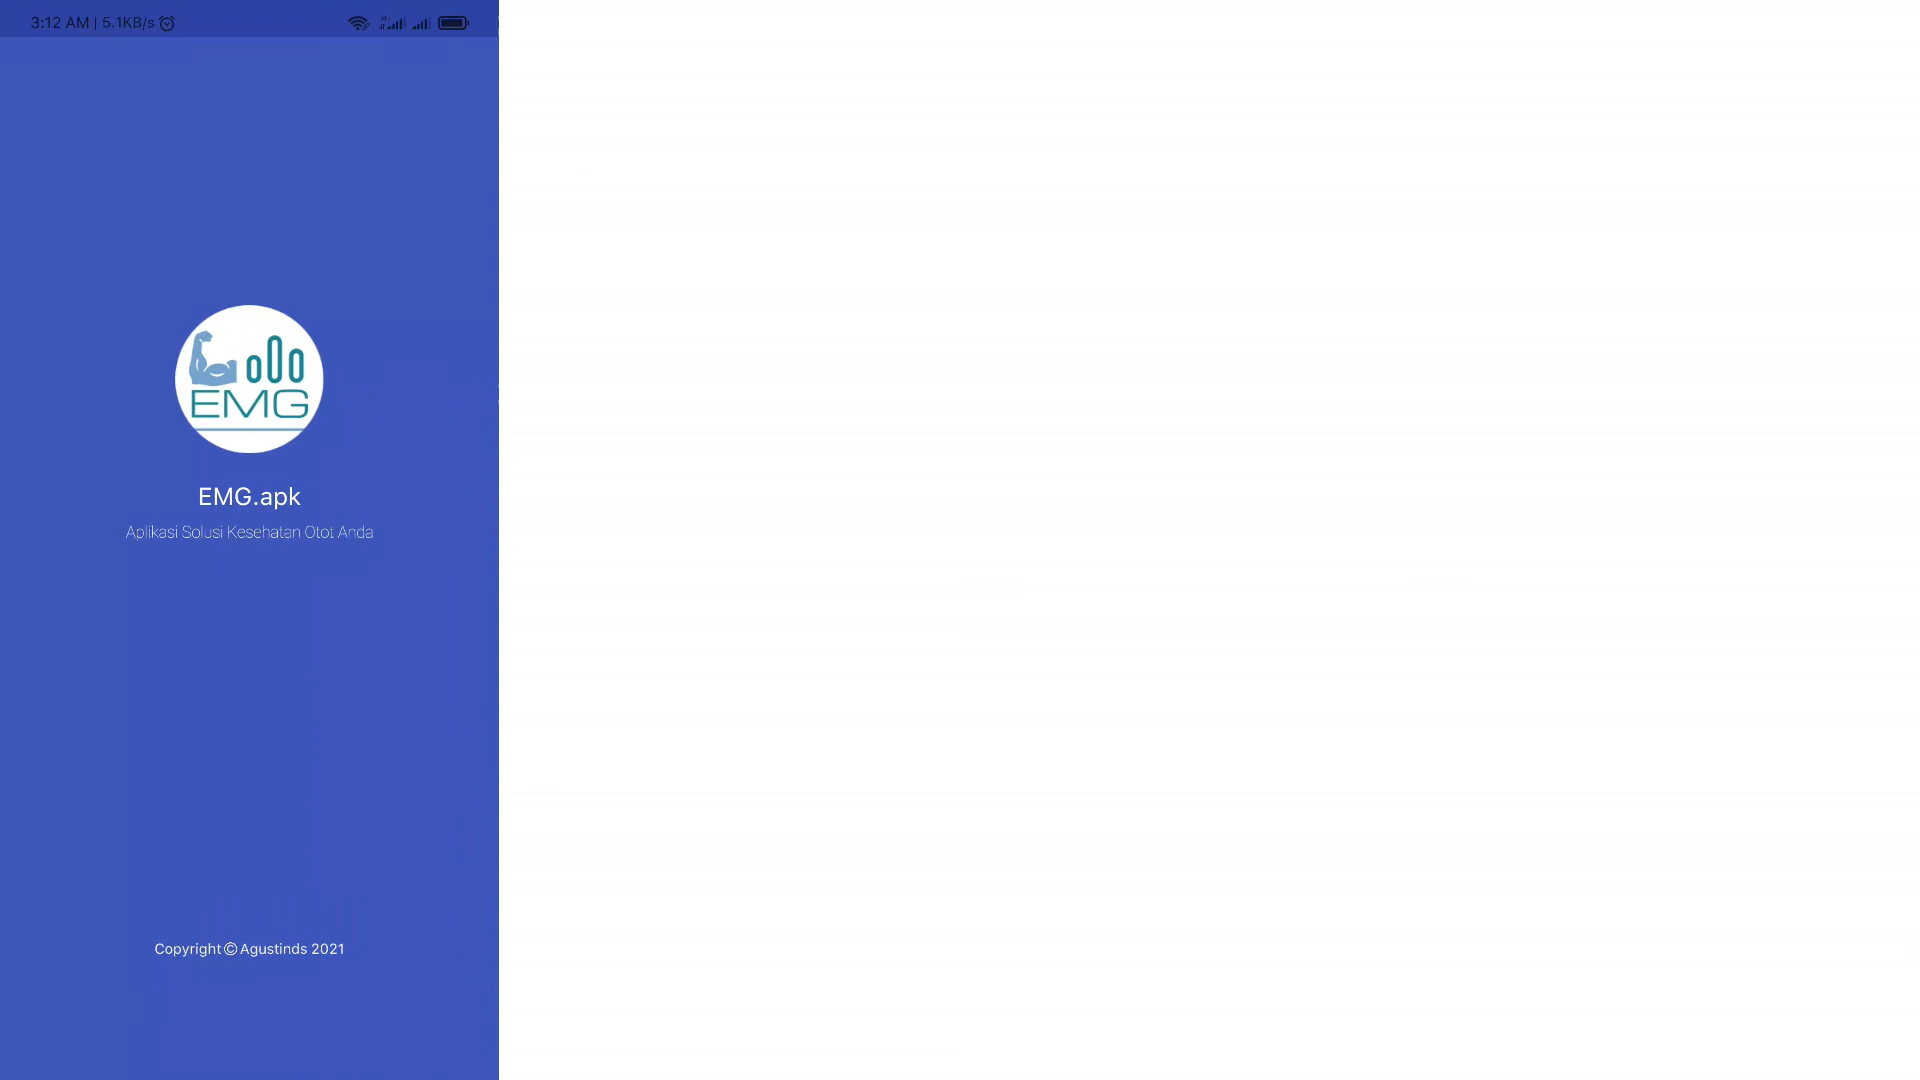 3:12 AM | 5.1KB/s
EMG
EMG.apk
Aplikasi Solusi Kesehatan Otot Anda
Copyright © Agustinds 2021